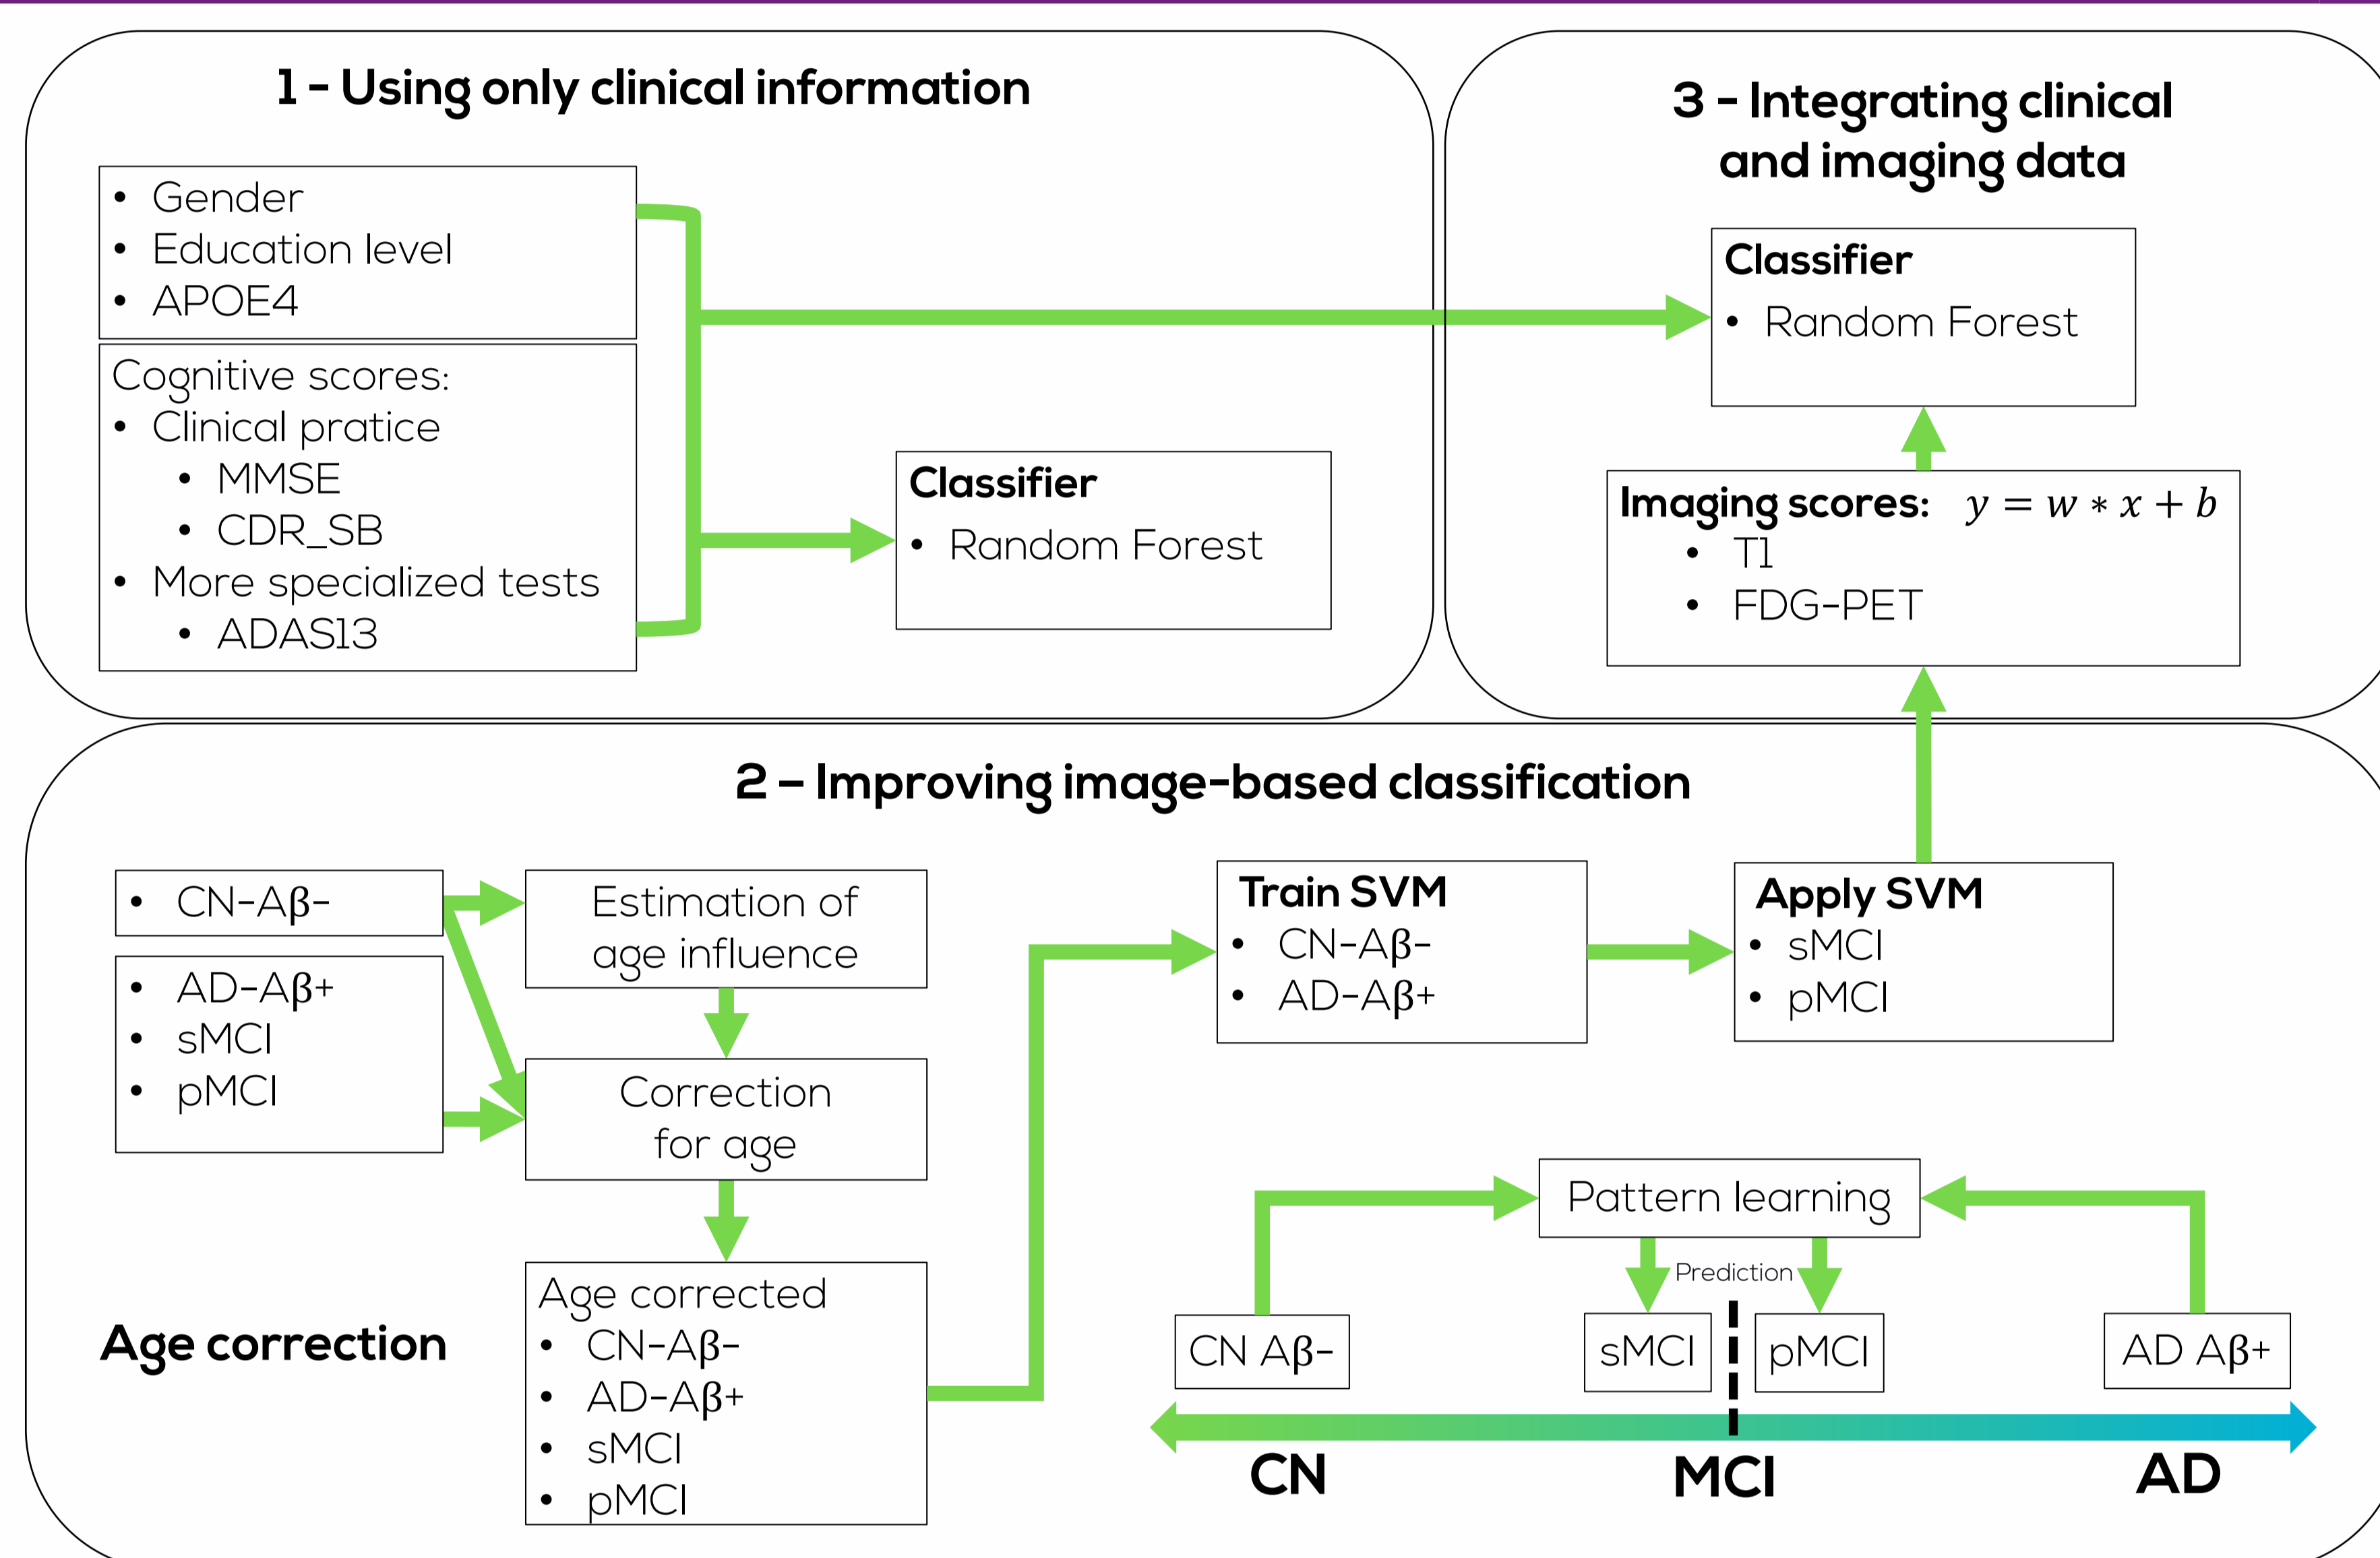 1 - Using only clinical information
• Gender
• Education level
• APOE4
Cognitive scores:
• Clinical pratice
• MMSE
• CDR_SB
• More specialized tests
• ADAS13
Classifier
• Random Forest
3 - Integrating clinical
and imaging data
Classifier
• Random Forest
Imaging scores: y = w * x + b
• T1
• FDG-PET
2 - Improving image-based classification
• CN-Aβ-
• AD-Aβ+
• sMCI
• pMCI
Estimation of
age influence
Correction
for age
Age corrected
• CN-Aβ-
• AD-Aβ+
• sMCI
• pMCI
Age correction
Train SVM
• CN-Aβ-
• AD-Aβ+
Apply SVM
• sMCI
• pMCI
Pattern learning
Prediction
CN Aβ-
sMCI
pMCI
AD Aβ+
CN
MCI
AD